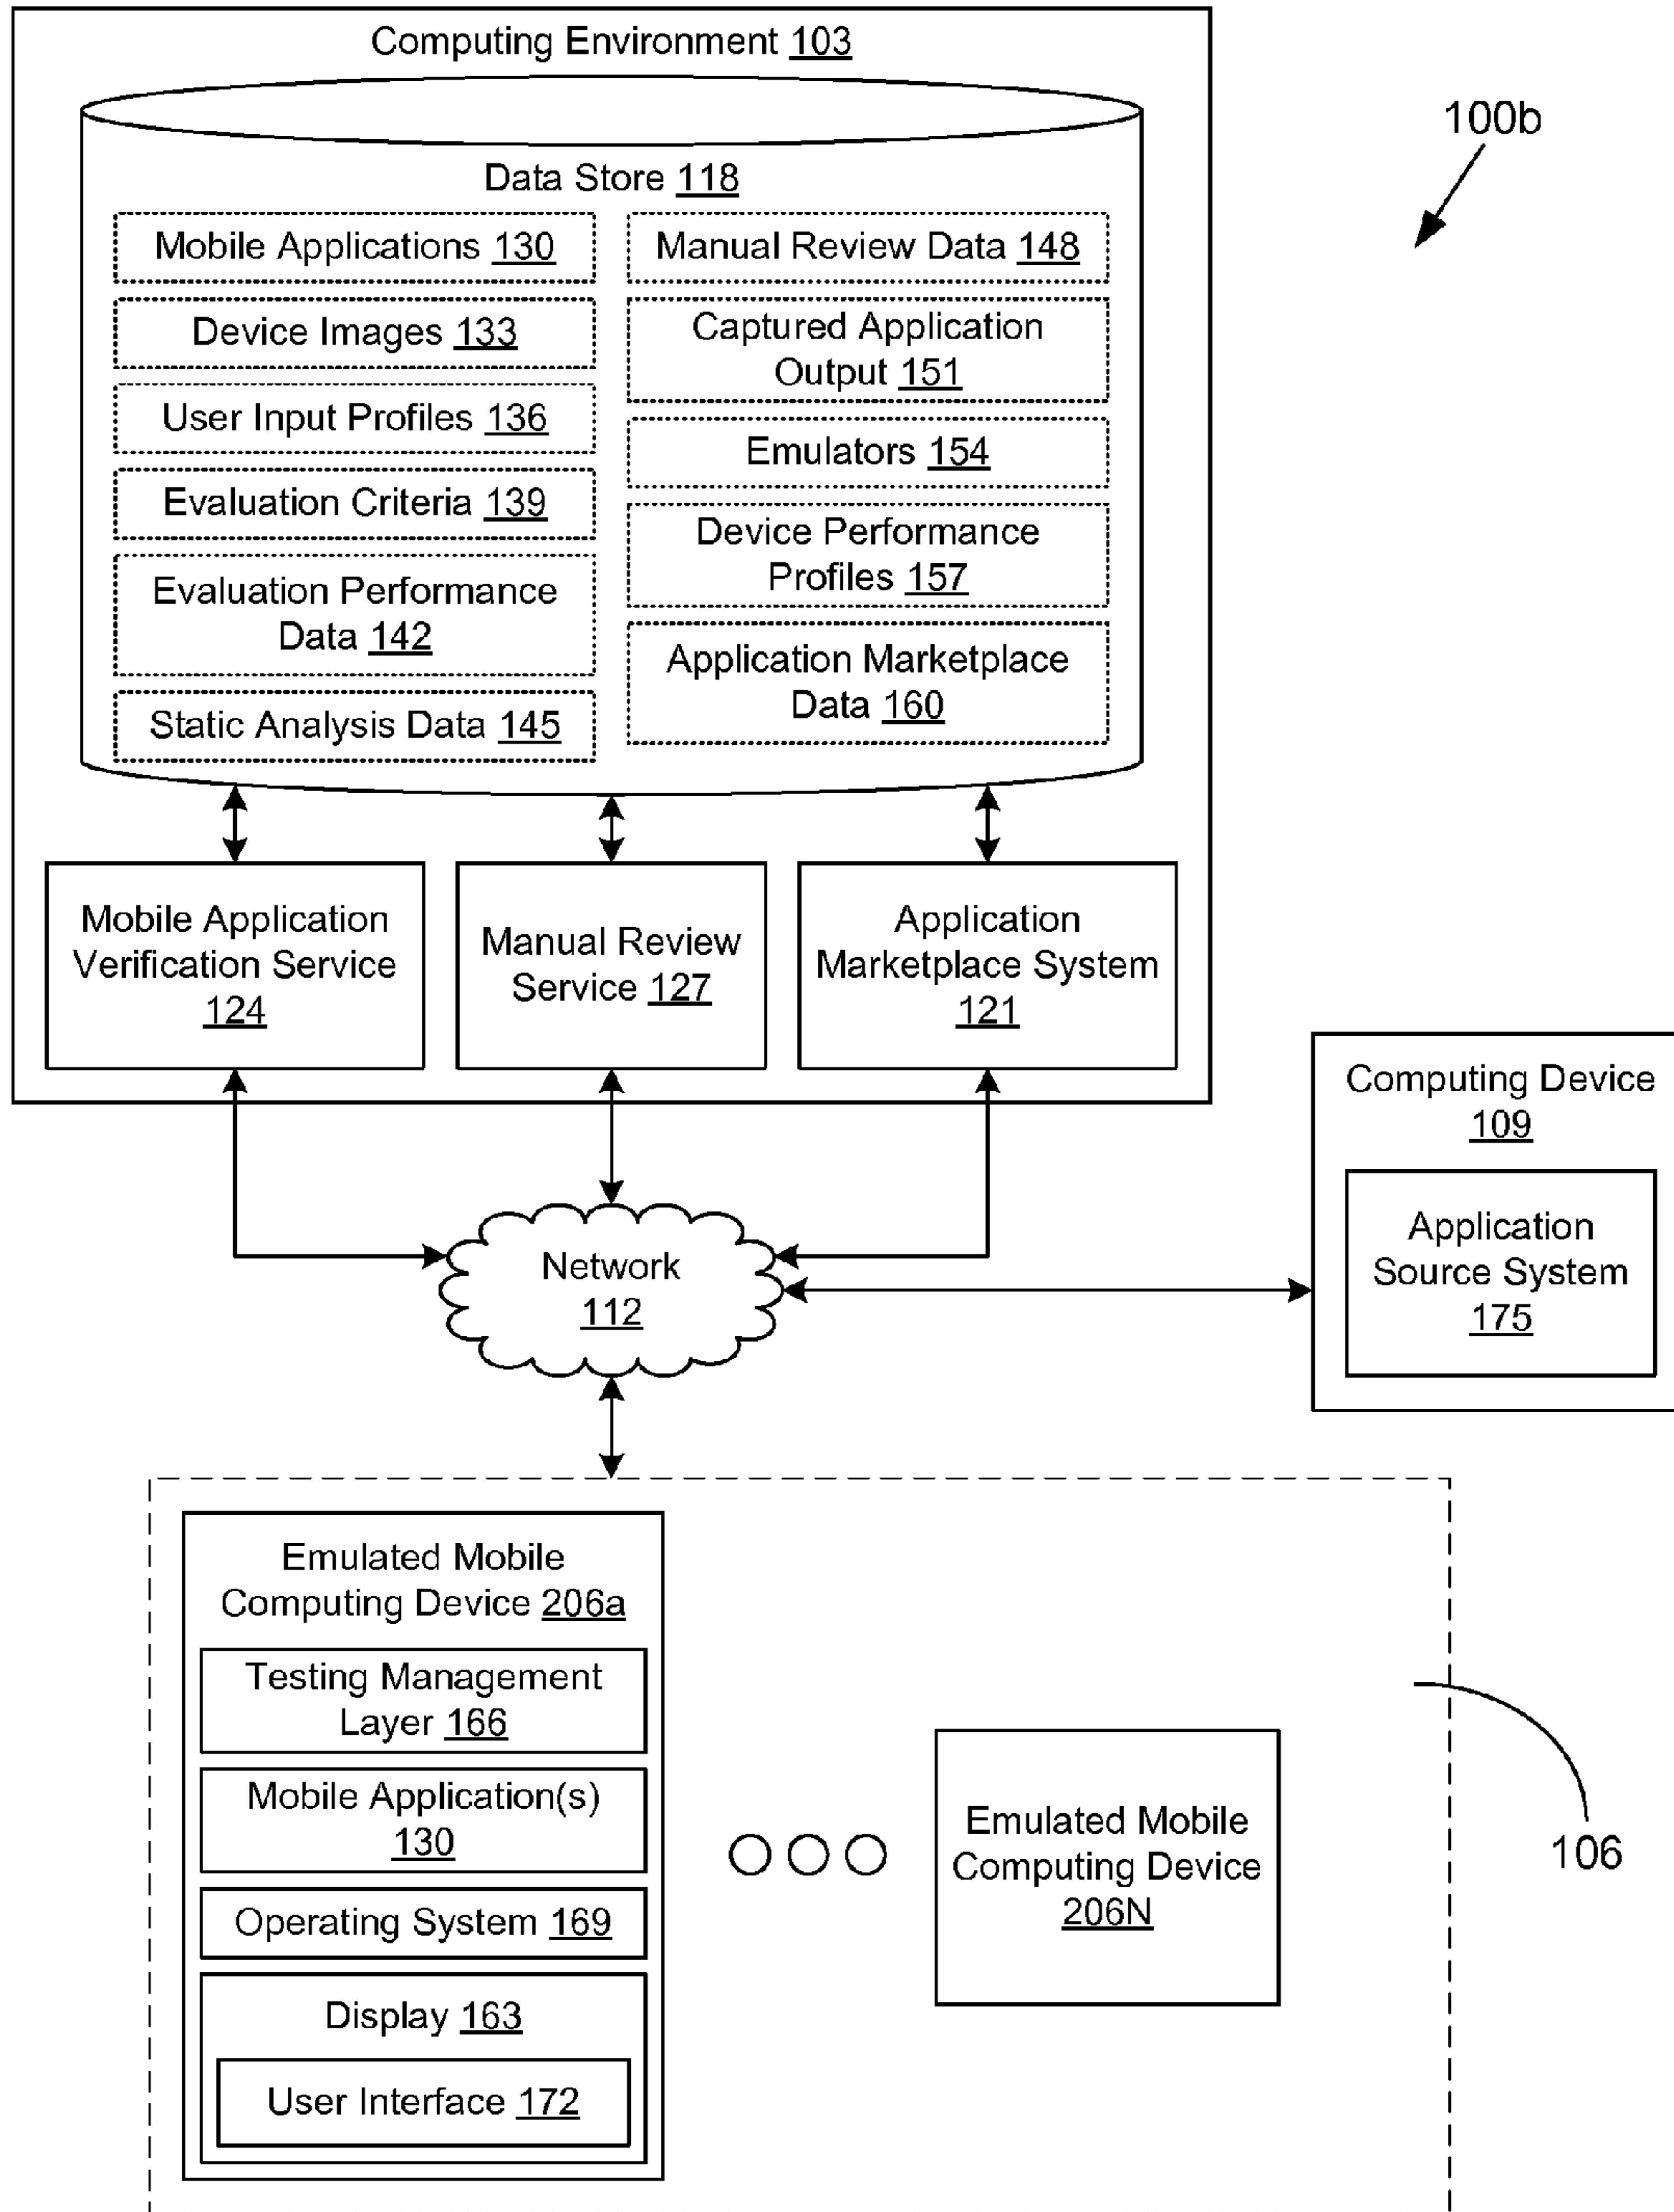 Computing Environment 103
100b
Data Store 118
Mobile Applications 130
Device Images 133
User Input Profiles 136
Evaluation Criteria 139
Evaluation Performance
Data 142
Static Analysis Data 145
Manual Review Data 148
Captured Application
Output 151
Emulators 154
Device Performance
Profiles 157
Application Marketplace
Data 160
Mobile Application
Verification Service
124
Manual Review
Service 127
Application
Marketplace System
121
Computing Device
109
Application
Source System
175
Network
112
Emulated Mobile
Computing Device 206a
Testing Management
Layer 166
Mobile Application(s)
130
Operating System 169
Display 163
User Interface 172
Emulated Mobile
Computing Device
206N
106